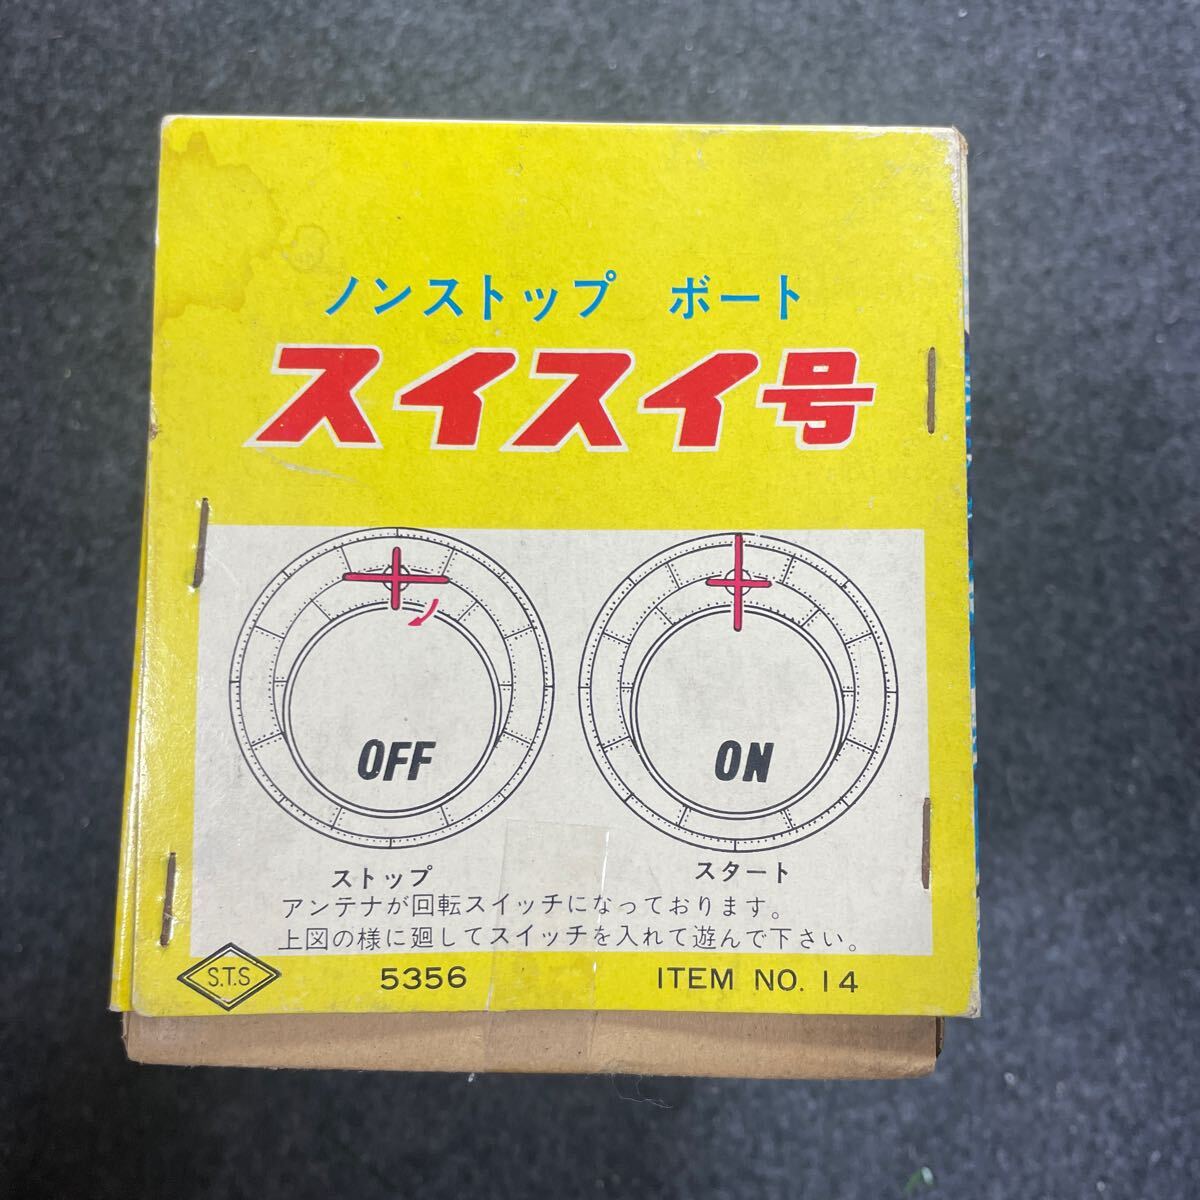 ノンストップ ボート
スイスイ号
OFF ON
ストップ スタート
アンテナが回転スイッチになっております。
上図の様に廻してスイッチを入れて遊んで下さい。
S.T.S 5356 ITEM NO. 14